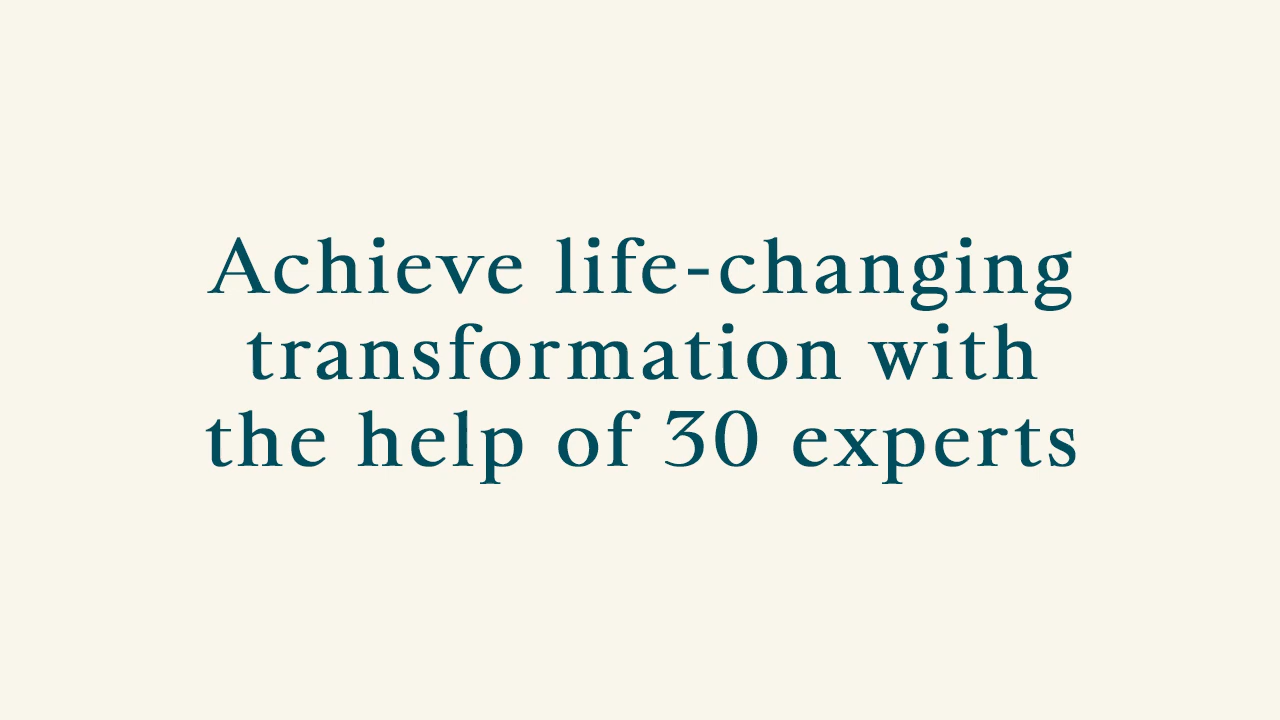 Achieve life-changing
transformation with
the help of 30 experts